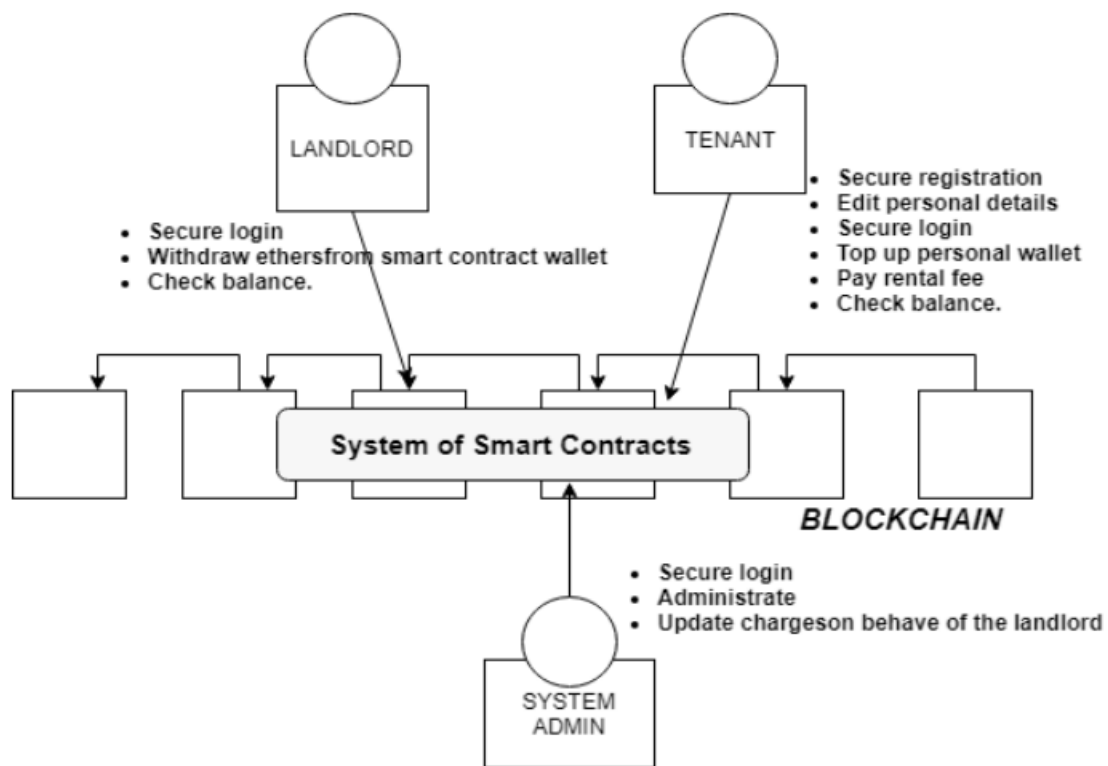 LANDLORD
TENANT
• Secure login
• Withdraw ethersfrom smart contract wallet
• Check balance.
• Secure registration
• Edit personal details
• Secure login
• Top up personal wallet
• Pay rental fee
• Check balance.
System of Smart Contracts
BLOCKCHAIN
• Secure login
• Administrate
• Update chargeson behave of the landlord
SYSTEM
ADMIN